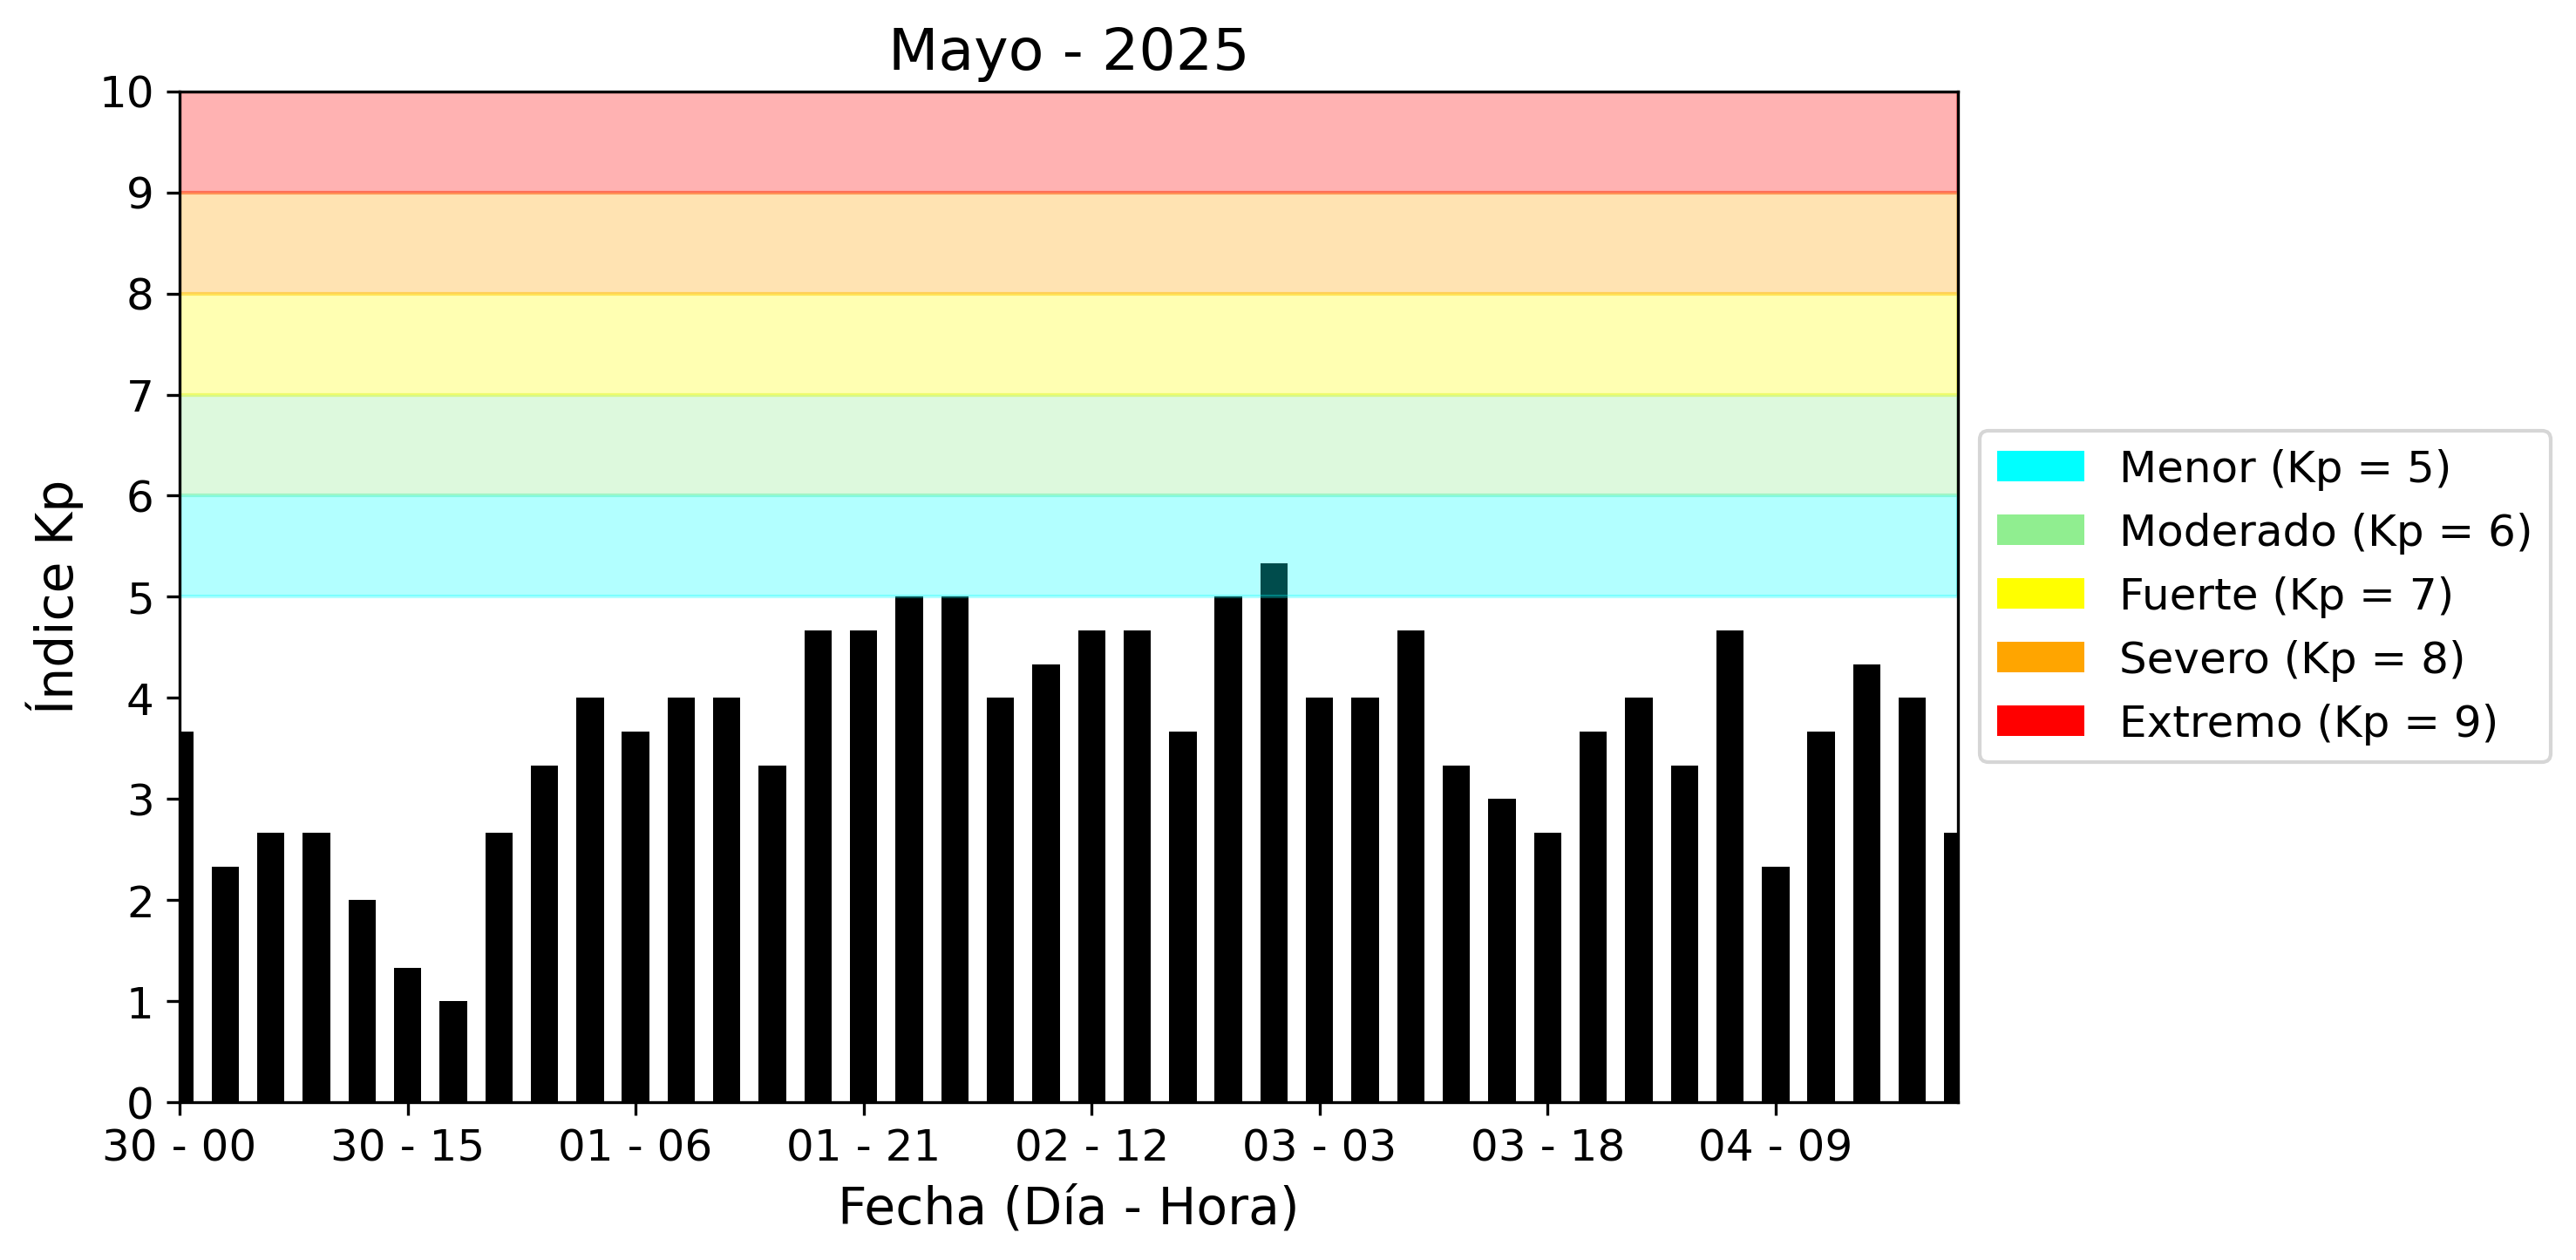 Mayo - 2025
10
9
8
7
6
5
4
3
2
1
0
Índice Kp
30 - 00
30 - 15
01 - 06
01 - 21
02 - 12
03 - 03
03 - 18
04 - 09
Fecha (Día - Hora)
Menor (Kp = 5)
Moderado (Kp = 6)
Fuerte (Kp = 7)
Severo (Kp = 8)
Extremo (Kp = 9)